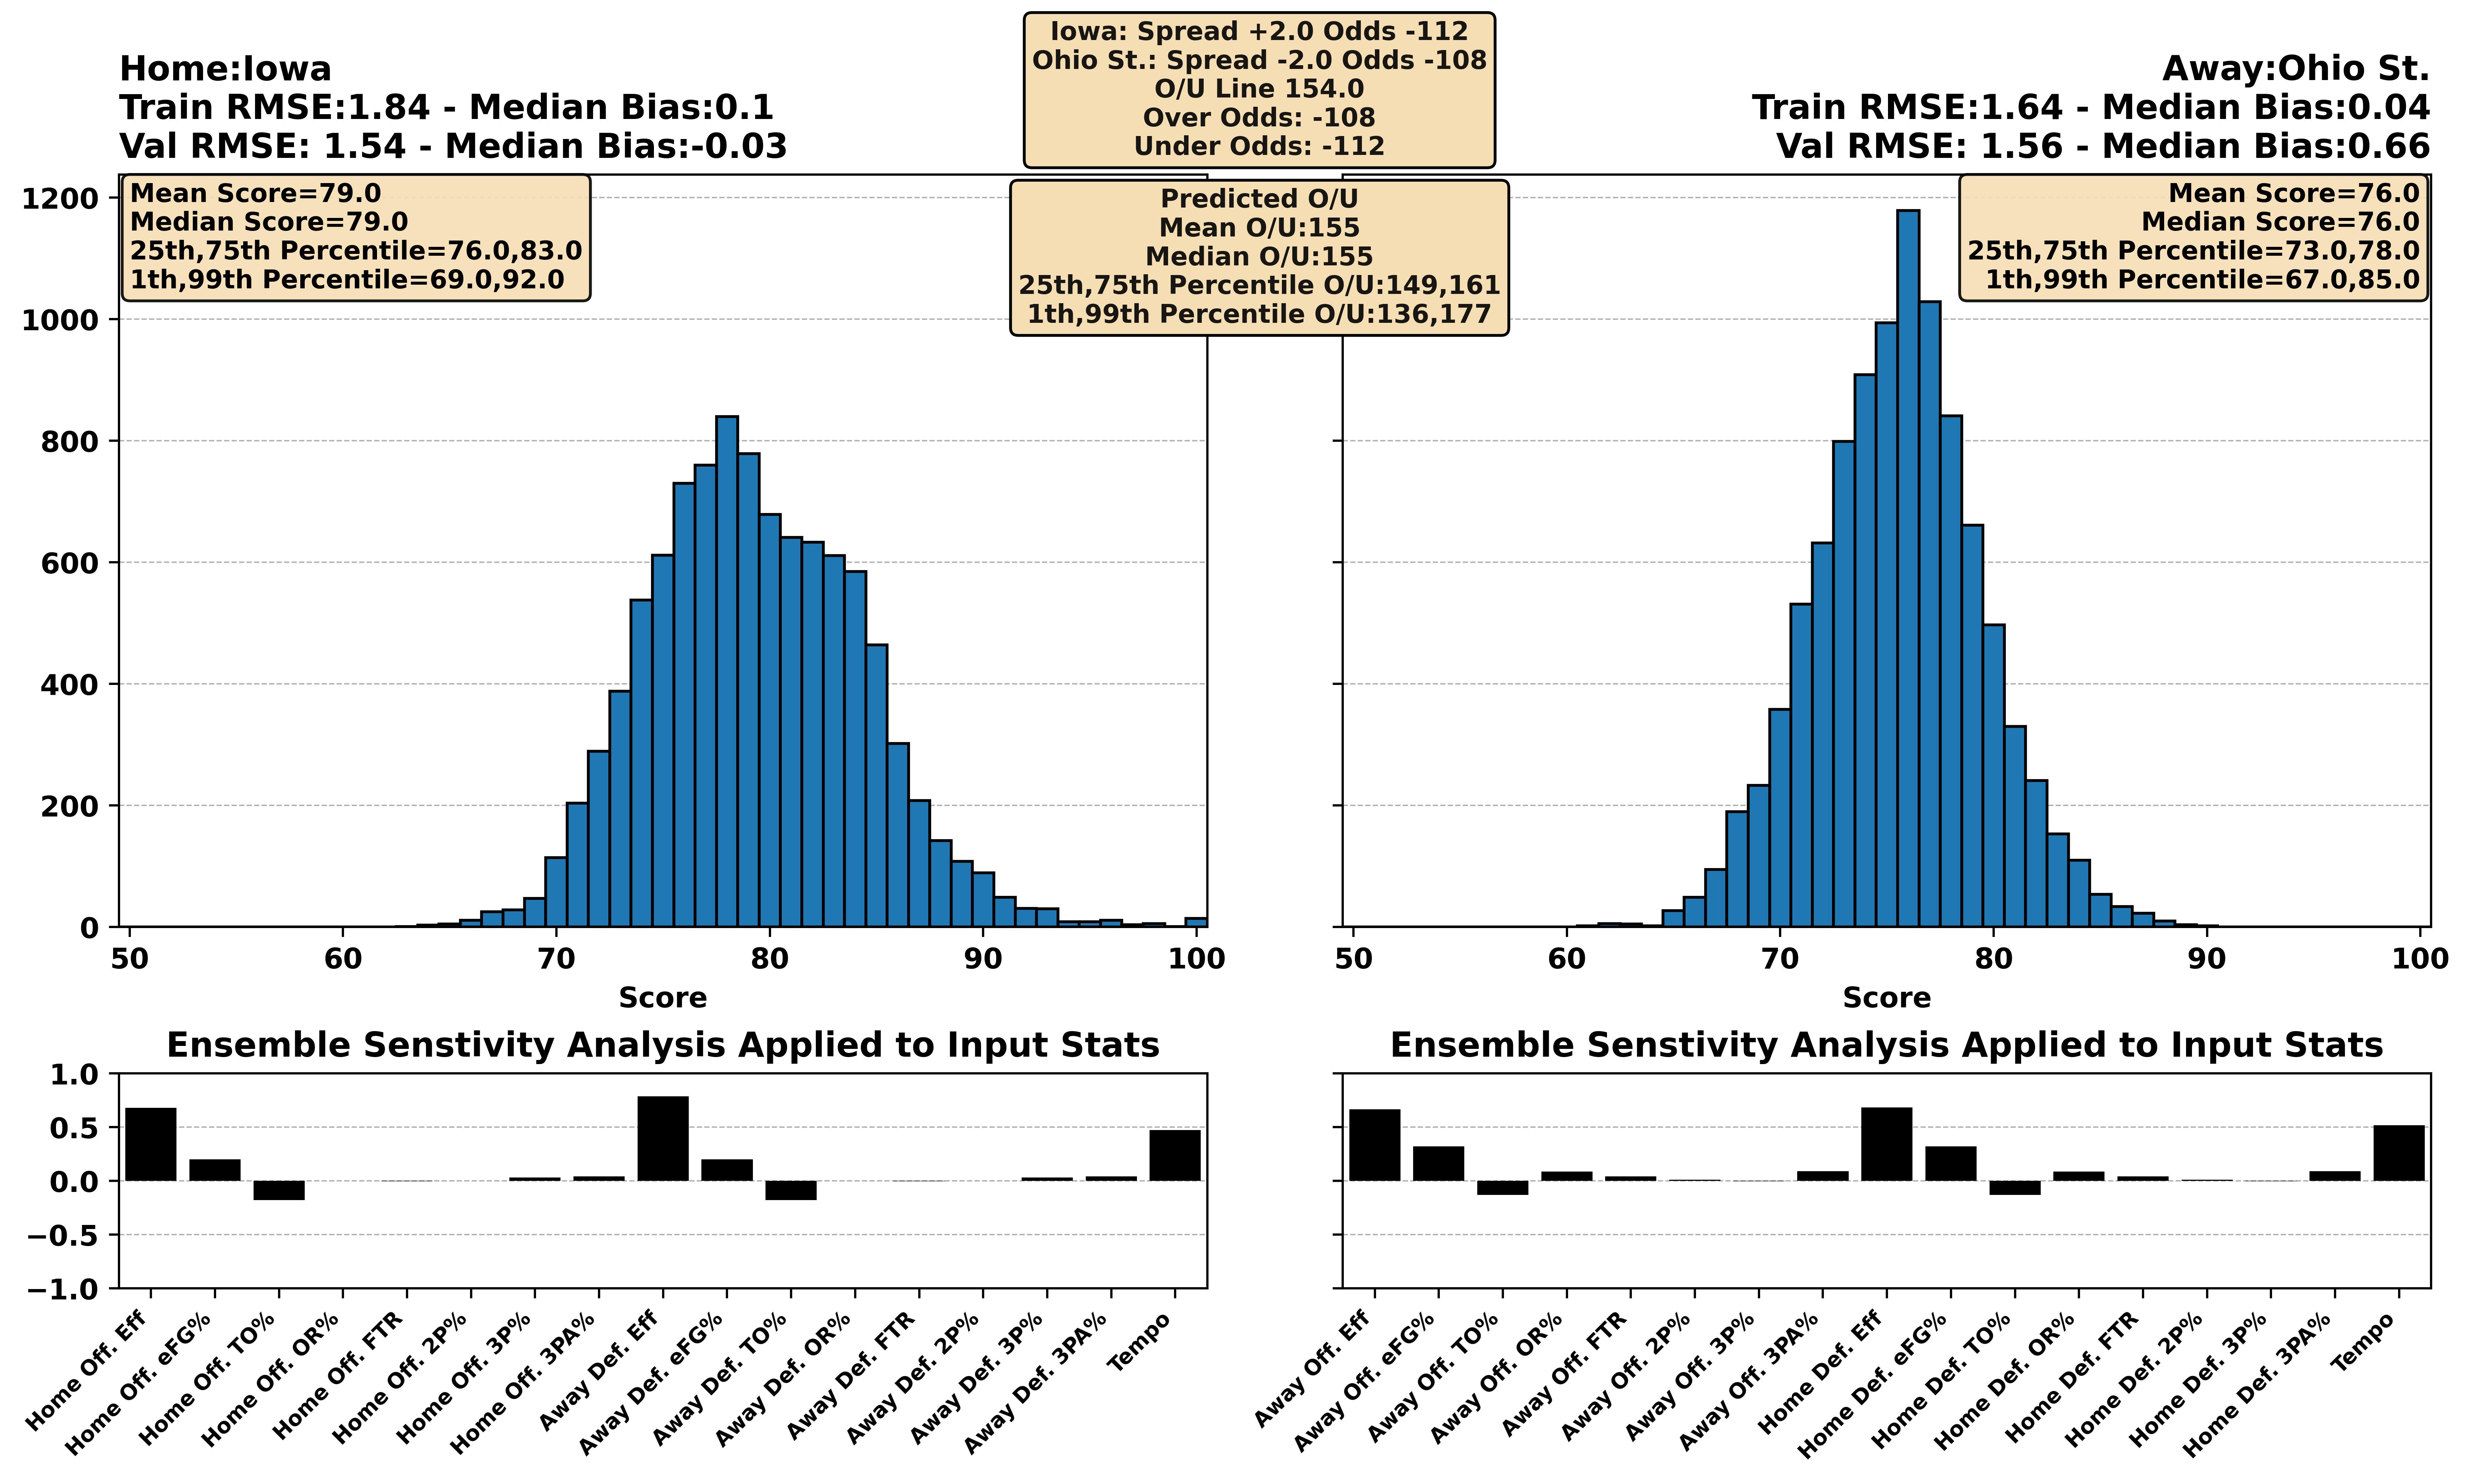 Iowa: Spread +2.0 Odds -112
Ohio St.: Spread -2.0 Odds -108
O/U Line 154.0
Over Odds: -108
Under Odds: -112
Home:Iowa
Train RMSE:1.84 - Median Bias:0.1
Val RMSE: 1.54 - Median Bias:-0.03
Away:Ohio St.
Train RMSE:1.64 - Median Bias:0.04
Val RMSE: 1.56 - Median Bias:0.66
Mean Score=79.0
Median Score=79.0
25th,75th Percentile=76.0,83.0
1th,99th Percentile=69.0,92.0
Predicted O/U
Mean O/U:155
Median O/U:155
25th,75th Percentile O/U:149,161
1th,99th Percentile O/U:136,177
Mean Score=76.0
Median Score=76.0
25th,75th Percentile=73.0,78.0
1th,99th Percentile=67.0,85.0
1200
1000
800
600
400
200
0
50 60 70 80 90 100
Score
50 60 70 80 90 100
Score
Ensemble Senstivity Analysis Applied to Input Stats
Ensemble Senstivity Analysis Applied to Input Stats
1.0
0.5
0.0
−0.5
−1.0
Home Off. Eff
Home Off. eFG%
Home Off. TO%
Home Off. OR%
Home Off. FTR
Home Off. 2P%
Home Off. 3P%
Home Off. 3PA%
Away Def. Eff
Away Def. eFG%
Away Def. TO%
Away Def. OR%
Away Def. FTR
Away Def. 2P%
Away Def. 3P%
Away Def. 3PA%
Tempo
Away Off. Eff
Away Off. eFG%
Away Off. TO%
Away Off. OR%
Away Off. FTR
Away Off. 2P%
Away Off. 3P%
Away Off. 3PA%
Home Def. Eff
Home Def. eFG%
Home Def. TO%
Home Def. OR%
Home Def. FTR
Home Def. 2P%
Home Def. 3P%
Home Def. 3PA%
Tempo